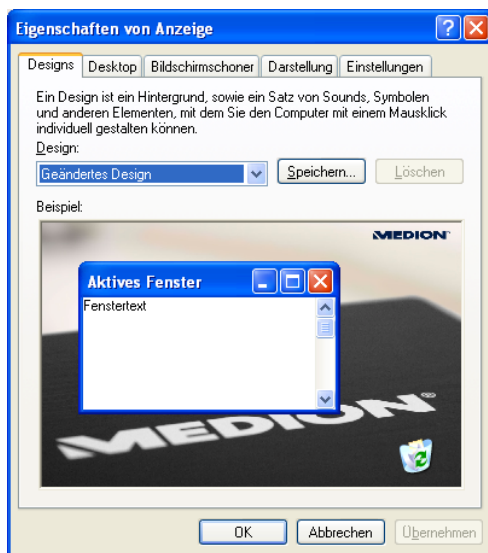 Eigenschaften von Anzeige
Designs Desktop Bildschirmschoner Darstellung Einstellungen
Ein Design ist ein Hintergrund, sowie ein Satz von Sounds, Symbolen
und anderen Elementen, mit dem Sie den Computer mit einem Mausklick
individuell gestalten können.
Design:
Geändertes Design
Speichern...
Löschen
Beispiel:
MEDION®
Aktives Fenster
Fenstertext
MEDION®
OK
Abbrechen
Übernehmen